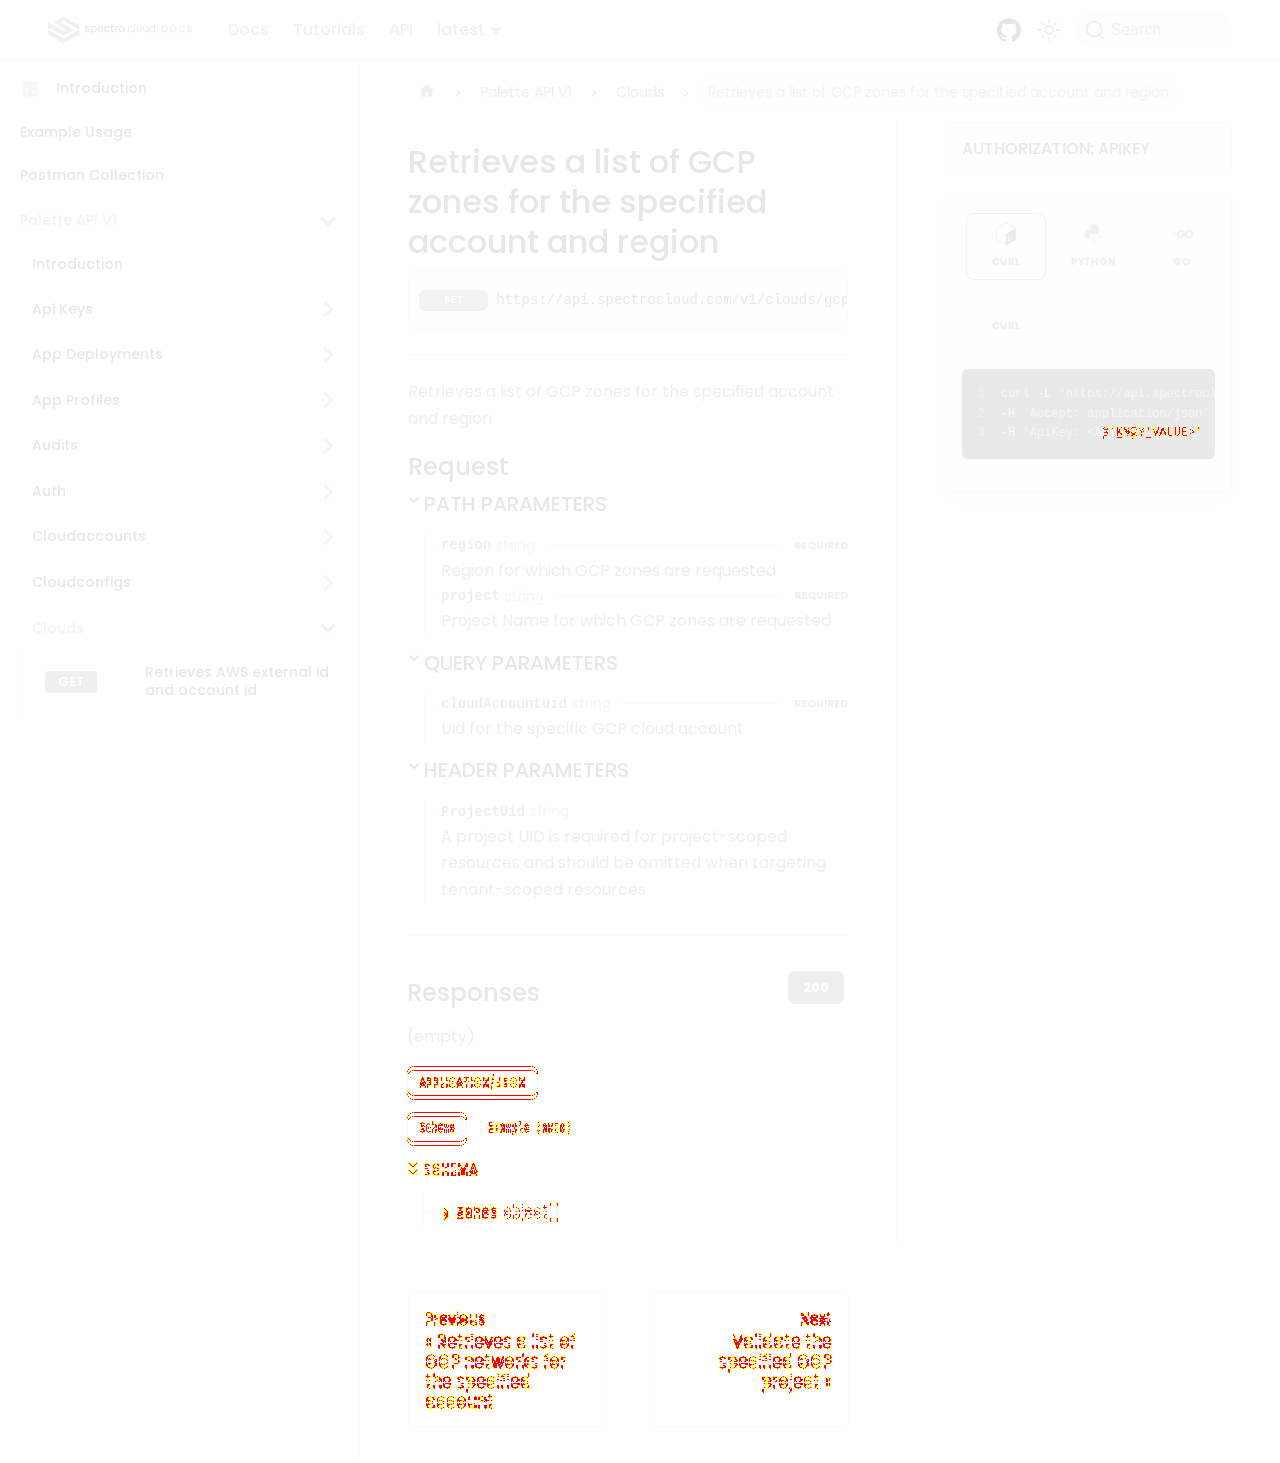 spectro cloud DOCS
Docs Tutorials API latest
Search
Introduction
Example Usage
Postman Collection
Palette API V1
Introduction
Api Keys
App Deployments
App Profiles
Audits
Auth
Cloudaccounts
Cloudconfigs
Clouds
GET Retrieves AWS external id
and account id
Palette API V1 › Clouds › Retrieves a list of GCP zones for the specified account and region
Retrieves a list of GCP
zones for the specified
account and region
GET https://api.spectrocloud.com/v1/clouds/gcp
Retrieves a list of GCP zones for the specified account
and region
Request
PATH PARAMETERS
region string REQUIRED
Region for which GCP zones are requested
project string REQUIRED
Project Name for which GCP zones are requested
QUERY PARAMETERS
cloudAccountUid string REQUIRED
Uid for the specific GCP cloud account
HEADER PARAMETERS
ProjectUid string
A project UID is required for project-scoped
resources and should be omitted when targeting
tenant-scoped resources
Responses 200
(empty)
APPLICATION/JSON
Schema Example (auto)
SCHEMA
zones object[]
Previous
« Retrieves a list of
GCP networks for
the specified
account
Next
Validate the
specified GCP
project »
AUTHORIZATION: APIKEY
CURL PYTHON GO
GO
CURL
1 curl -L 'https://api.spectrocl
2 -H 'Accept: application/json'
3 -H 'ApiKey: <
VALUE>'